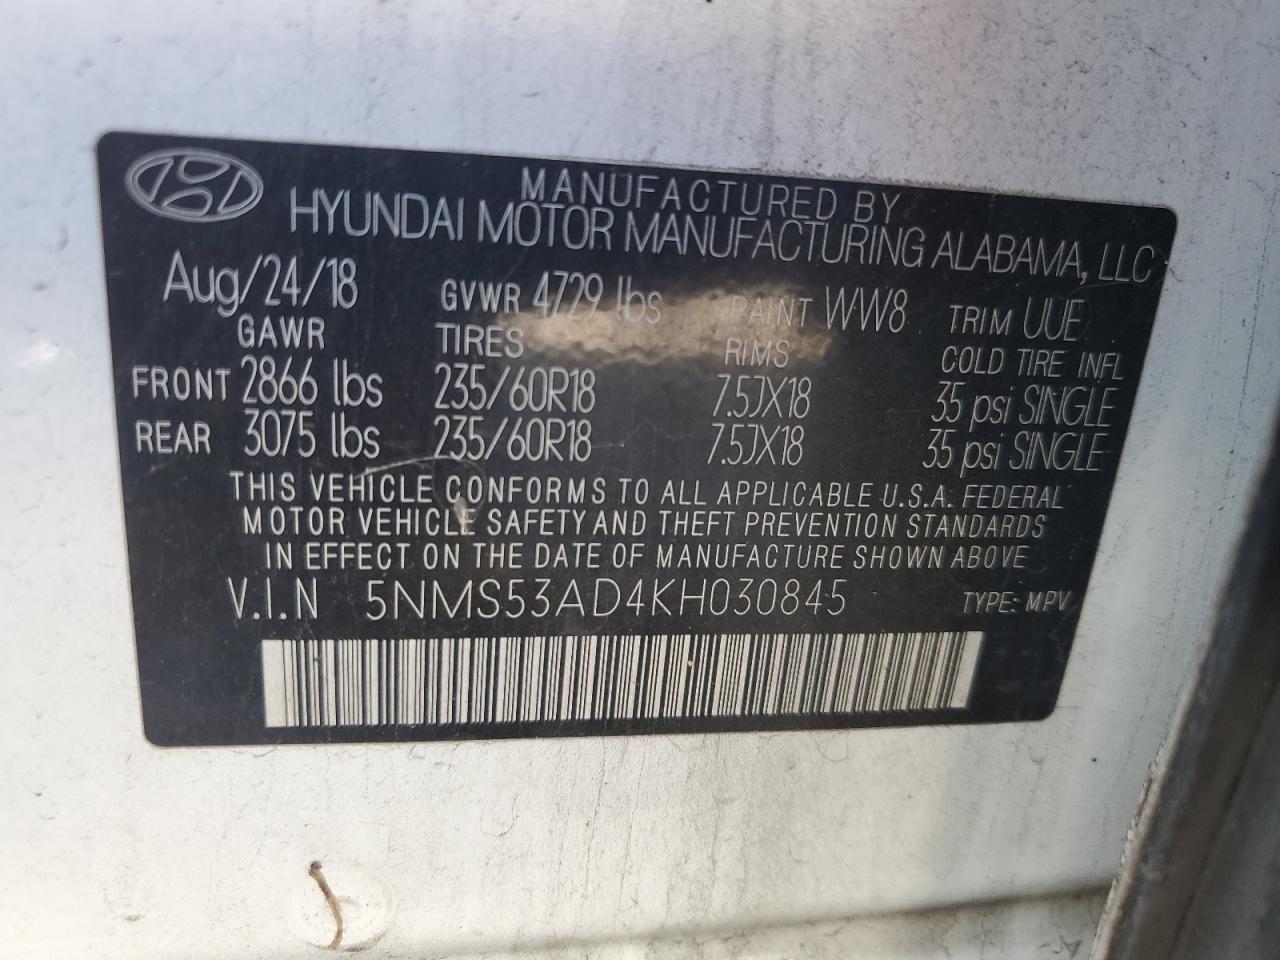 MANUFACTURED BY
HYUNDAI MOTOR MANUFACTURING ALABAMA, LLC
Aug/24/18 GVWR 4729 lbs PAINT WW8 TRIM UUE
GAWR TIRES RIMS COLD TIRE INFL
FRONT 2866 lbs 235/60R18 7.5JX18 35 psi SINGLE
REAR 3075 lbs 235/60R18 7.5JX18 35 psi SINGLE
THIS VEHICLE CONFORMS TO ALL APPLICABLE U.S.A. FEDERAL
MOTOR VEHICLE SAFETY AND THEFT PREVENTION STANDARDS
IN EFFECT ON THE DATE OF MANUFACTURE SHOWN ABOVE
V.I.N 5NMS53AD4KH030845 TYPE: MPV